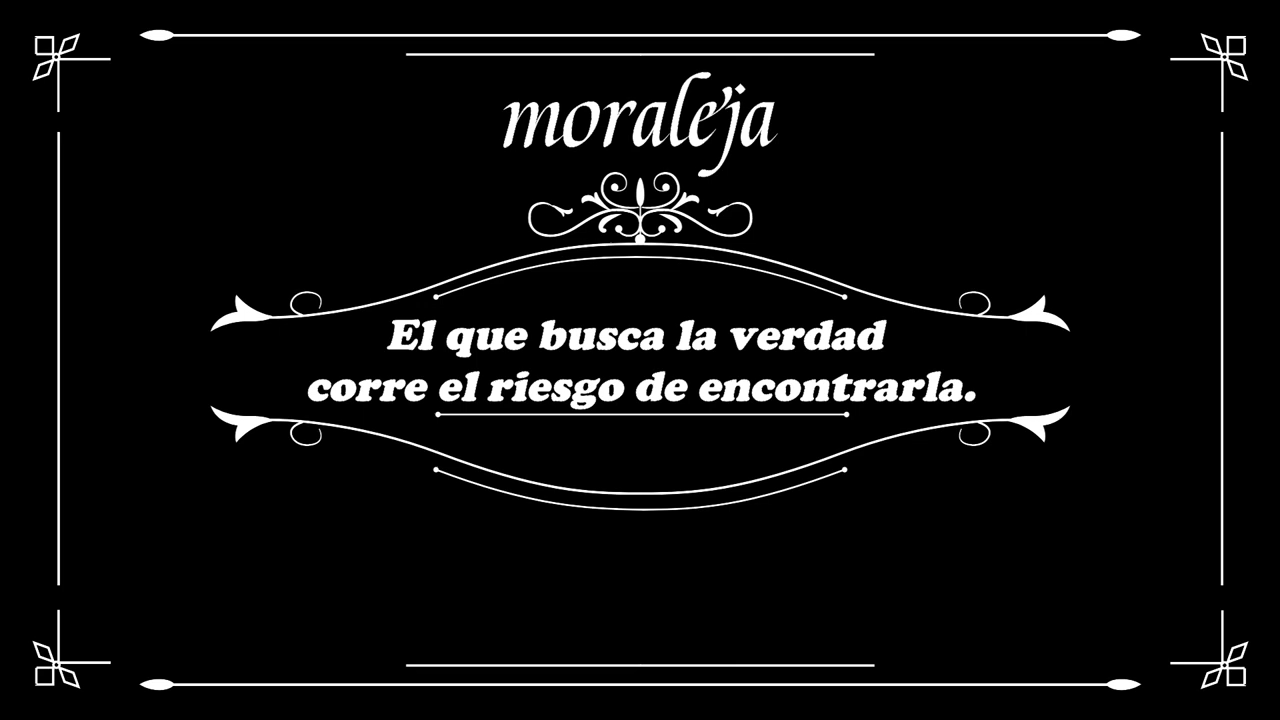 moraleja
El que busca la verdad
corre el riesgo de encontrarla.